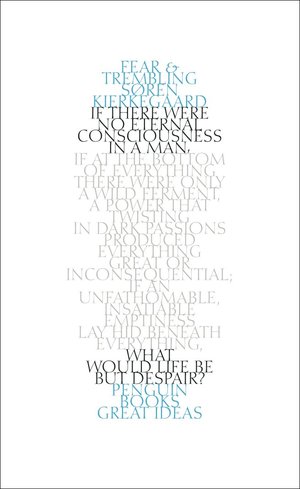 FEAR &
TREMBLING
SØREN
KIERKEGAARD
IF THERE WERE
NO ETERNAL
CONSCIOUSNESS
IN A MAN,
IF AT THE BOTTOM
OF EVERYTHING
THERE WERE ONLY
A WILD FERMENT,
A POWER THAT
TWISTING
IN DARK PASSIONS
PRODUCED
EVERYTHING
GREAT OR
INCONSEQUENTIAL;
IF AN
UNFATHOMABLE,
INSATIABLE
EMPTINESS
LAY HID BENEATH
EVERYTHING,
WHAT
WOULD LIFE BE
BUT DESPAIR?
PENGUIN
BOOKS
GREAT IDEAS